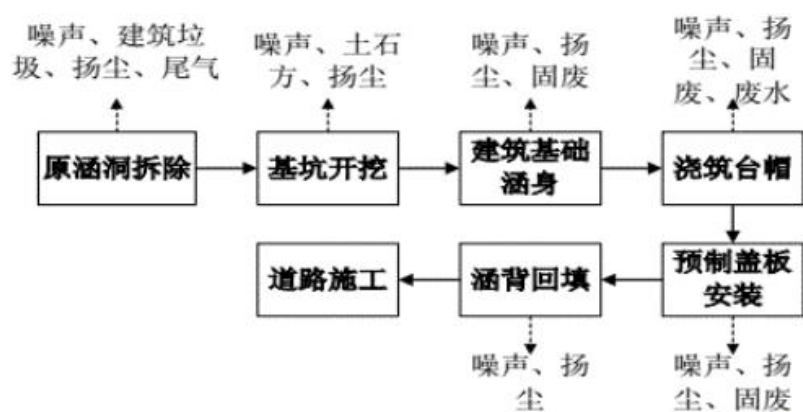 噪声、建筑垃
圾、扬尘、尾气
噪声、土石
方、扬尘
噪声、扬
尘、固废
噪声、扬
尘、固
废、废水
原涵洞拆除
基坑开挖
建筑基础
涵身
浇筑台帽
道路施工
涵背回填
预制盖板
安装
噪声、扬
尘
噪声、扬
尘、固废